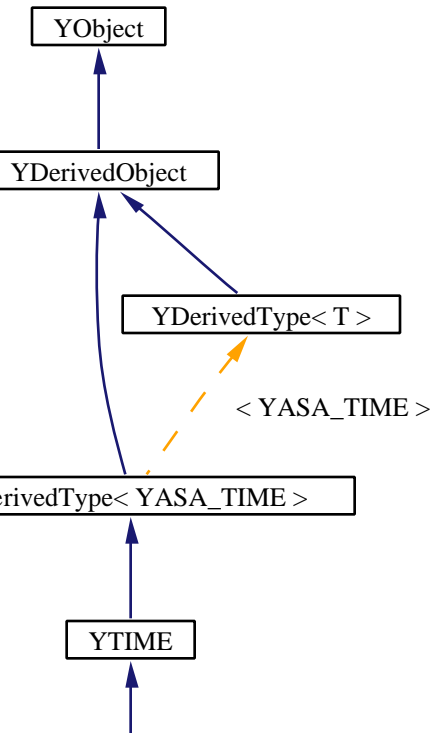 YObject
YDerivedObject
YDerivedType< T >
< YASA_TIME >
erivedType< YASA_TIME >
YTIME